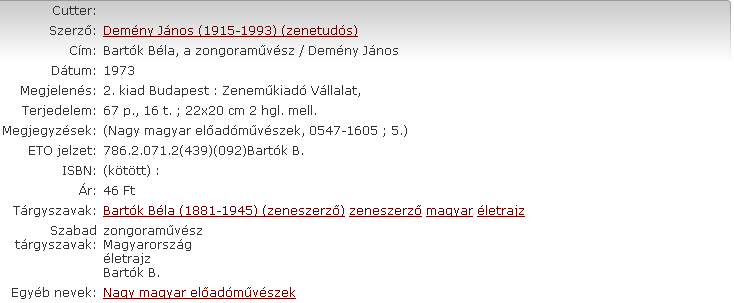 Cutter:
Szerző: Demény János (1915-1993) (zenetudós)
Cím: Bartók Béla, a zongoraművész / Demény János
Dátum: 1973
Megjelenés: 2. kiad Budapest : Zeneműkiadó Vállalat,
Terjedelem: 67 p., 16 t. ; 22x20 cm 2 hgl. mell.
Megjegyzések: (Nagy magyar előadóművészek, 0547-1605 ; 5.)
ETO jelzet: 786.2.071.2(439)(092)Bartók B.
ISBN: (kötött) :
Ár: 46 Ft
Tárgyszavak: Bartók Béla (1881-1945) (zeneszerző) zeneszerző magyar életrajz
Szabad zongoraművész
tárgyszavak: Magyarország
életrajz
Bartók B.
Egyéb nevek: Nagy magyar előadóművészek